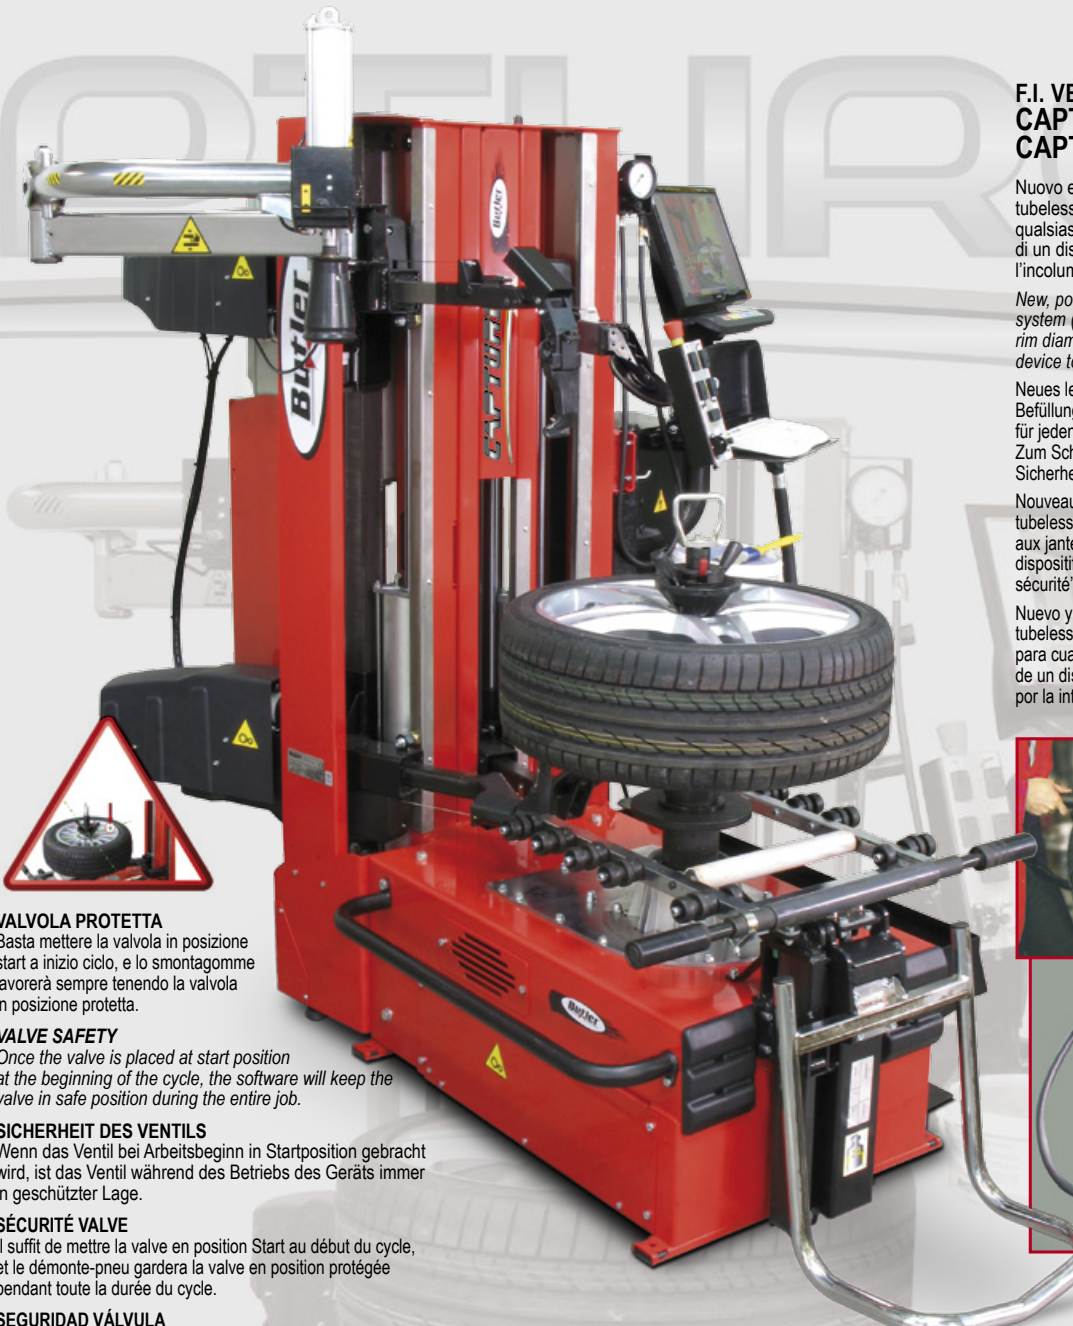 F.I. VE
CAPT
CAPT
Nuovo e
tubeless
qualsias
di un dis
l'incolum
New, po
system (
rim diam
device to
Neues le
Befüllung
für jeden
Zum Sch
Sicherhe
Nouveau
tubeless
aux jante
dispositif
sécurité"
Nuevo y
tubeless
para cua
de un dis
por la int
Butler
Butler
CAPTURE
Butler
VALVOLA PROTETTA
Basta mettere la valvola in posizione
start a inizio ciclo, e lo smontagomme
lavorerà sempre tenendo la valvola
in posizione protetta.
VALVE SAFETY
Once the valve is placed at start position
at the beginning of the cycle, the software will keep the
valve in safe position during the entire job.
SICHERHEIT DES VENTILS
Wenn das Ventil bei Arbeitsbeginn in Startposition gebracht
wird, ist das Ventil während des Betriebs des Geräts immer
in geschützter Lage.
SÉCURITÉ VALVE
Il suffit de mettre la valve en position Start au début du cycle,
et le démonte-pneu gardera la valve en position protégée
pendant toute la durée du cycle.
SEGURIDAD VÁLVULA